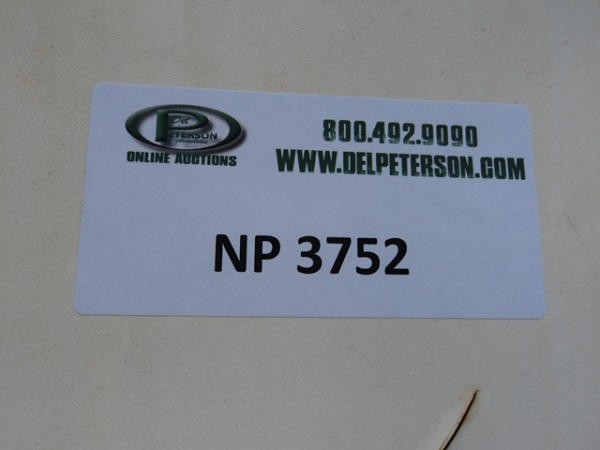 Del
PETERSON
ONLINE AUCTIONS
800.492.9090
WWW.DELPETERSON.COM
NP 3752